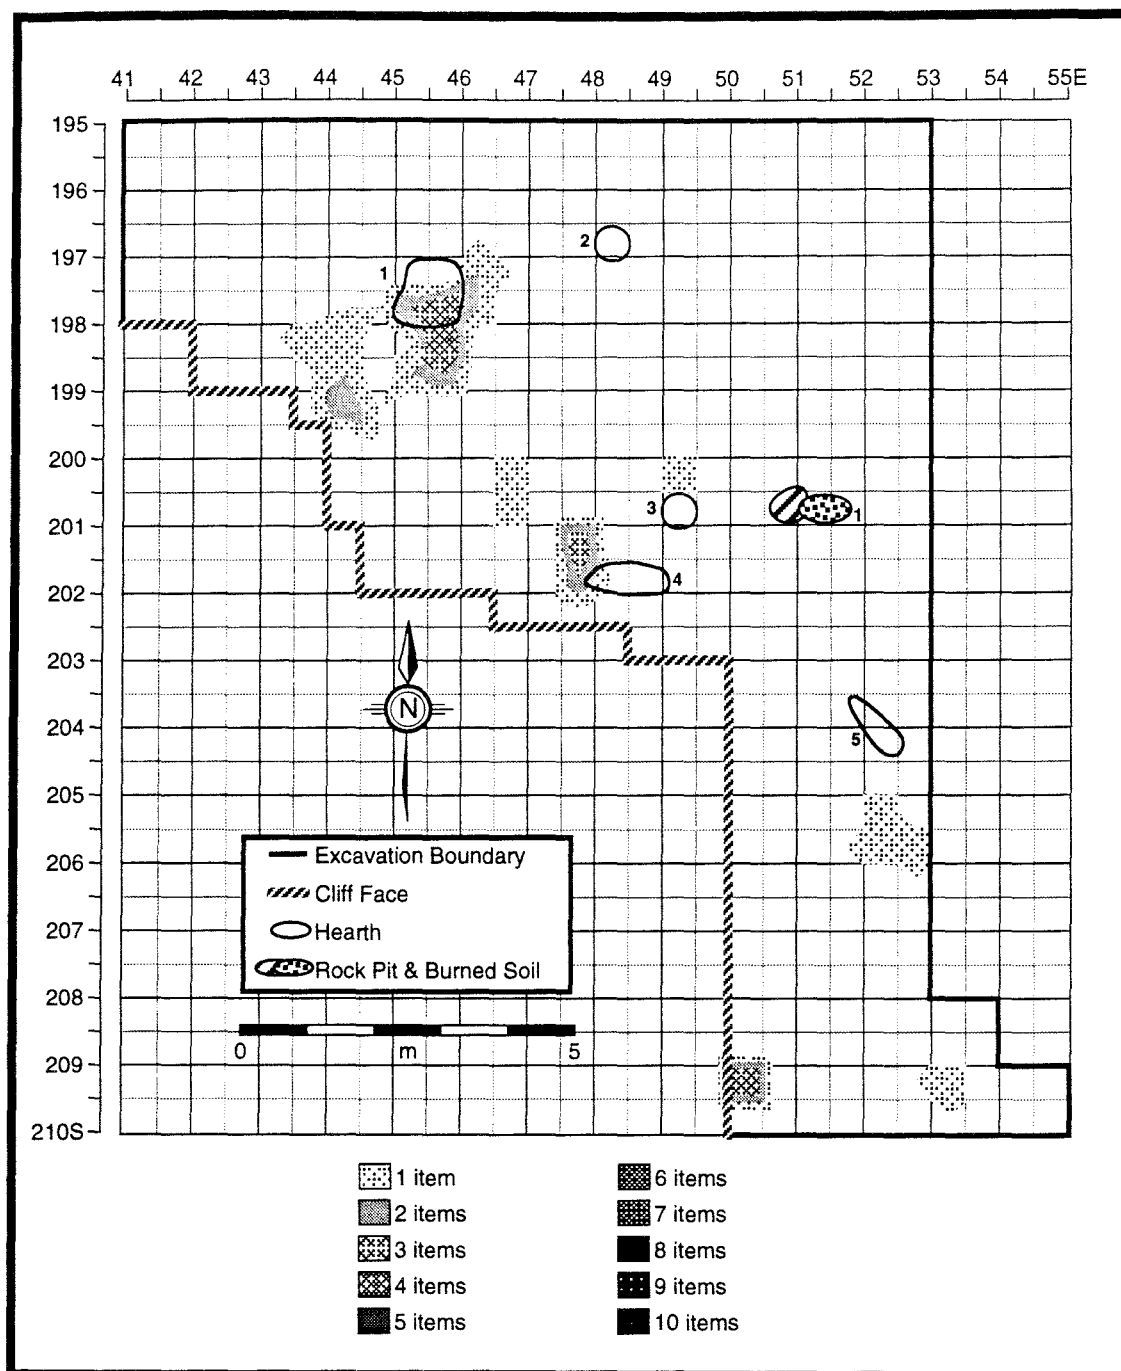 41 42 43 44 45 46 47 48 49 50 51 52 53 54 55E
195
196
2
197
1
198
199
200
3
1
201
4
202
203
N
204
5
205
Excavation Boundary
206
Cliff Face
207
Hearth
Rock Pit & Burned Soil
208
0 m 5
209
210S
1 item
6 items
2 items
7 items
3 items
8 items
4 items
9 items
5 items
10 items